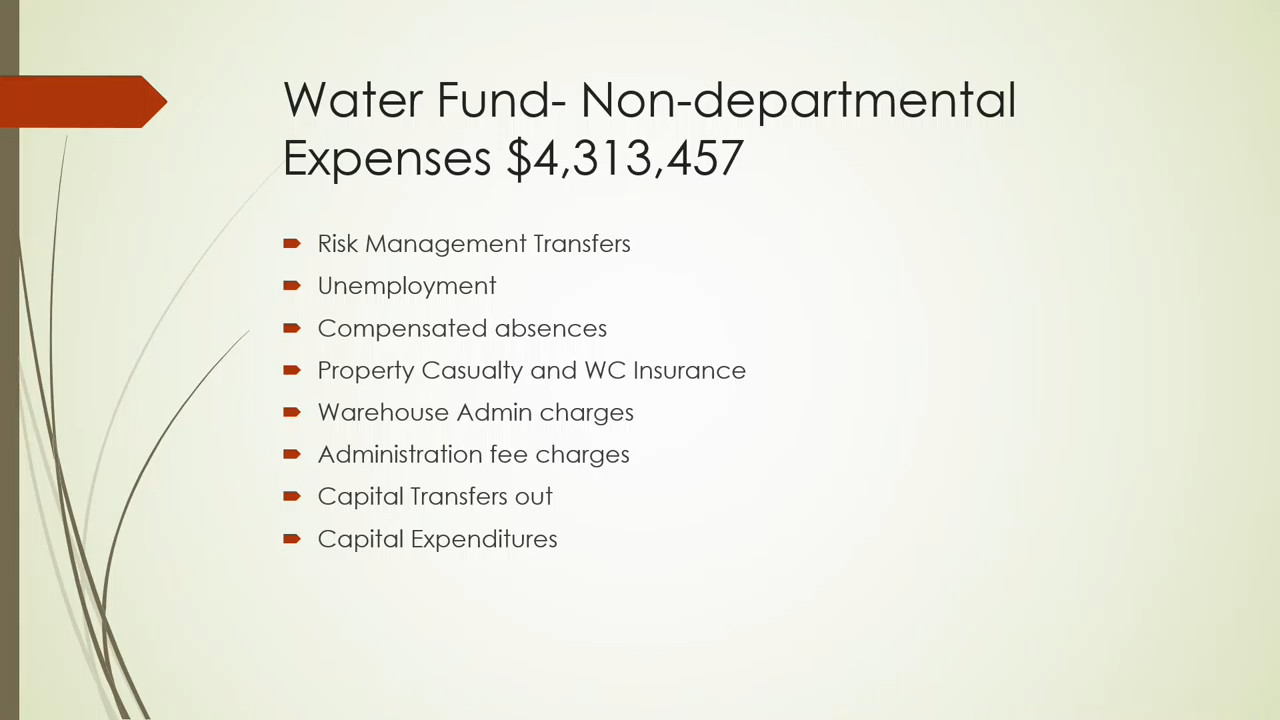 Water Fund- Non-departmental
Expenses $4,313,457
Risk Management Transfers
Unemployment
Compensated absences
Property Casualty and WC Insurance
Warehouse Admin charges
Administration fee charges
Capital Transfers out
Capital Expenditures